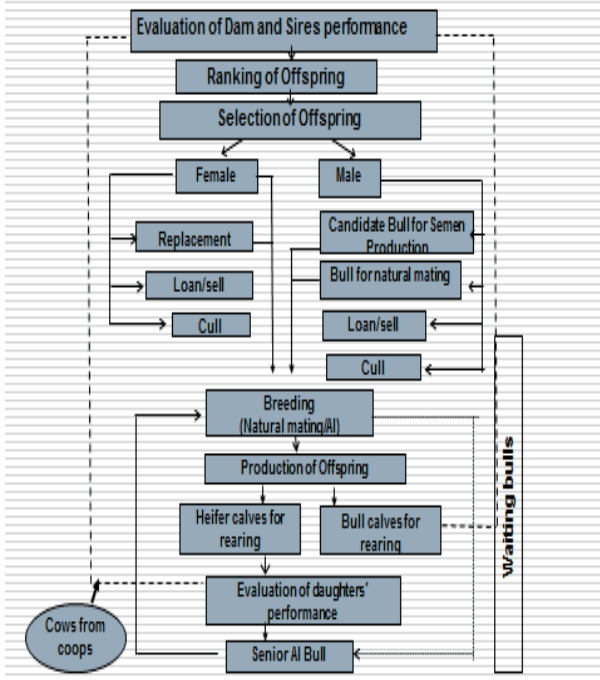 Evaluation of Dam and Sires performance
Ranking of Offspring
Selection of Offspring
Female
Male
Replacement
Candidate Bull for Semen
Production
Loan/sell
Bull for natural mating
Cull
Loan/sell
Cull
Breeding
(Natural mating/AI)
Production of Offspring
Heifer calves for
rearing
Bull calves for
rearing
Waiting bulls
Evaluation of daughters'
performance
Cows from
coops
Senior AI Bull